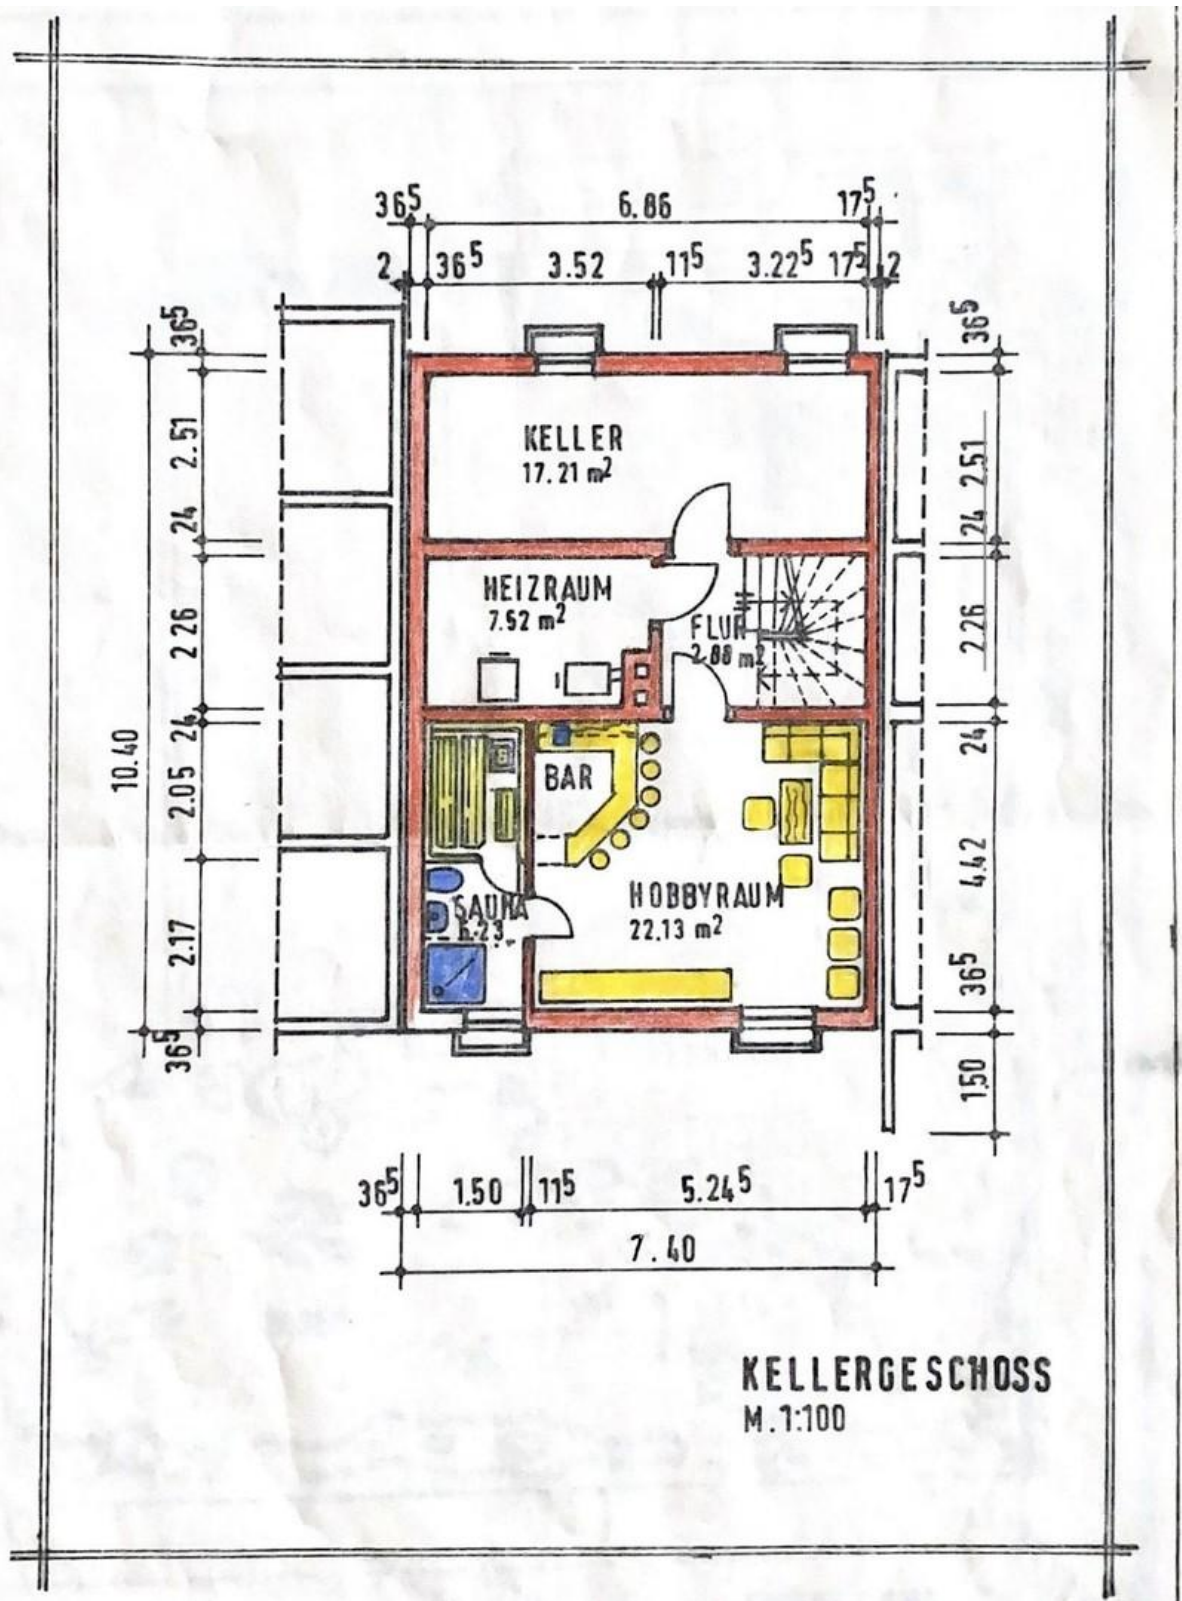 36⁵ 6.86 17⁵
2 36⁵ 3.52 11⁵ 3.22⁵ 17⁵ 2
36⁵
2.51
24
2.26
24
2.05
2.17
36⁵
10.40
KELLER
17.21 m²
HEIZRAUM
7.52 m²
FLUR
2.88 m²
BAR
SAUNA
HOBBYRAUM
22.13 m²
36⁵
2.51
24
2.26
24
4.42
36⁵
1.50
36⁵ 1.50 11⁵ 5.24⁵ 17⁵
7.40
KELLERGESCHOSS
M. 1:100